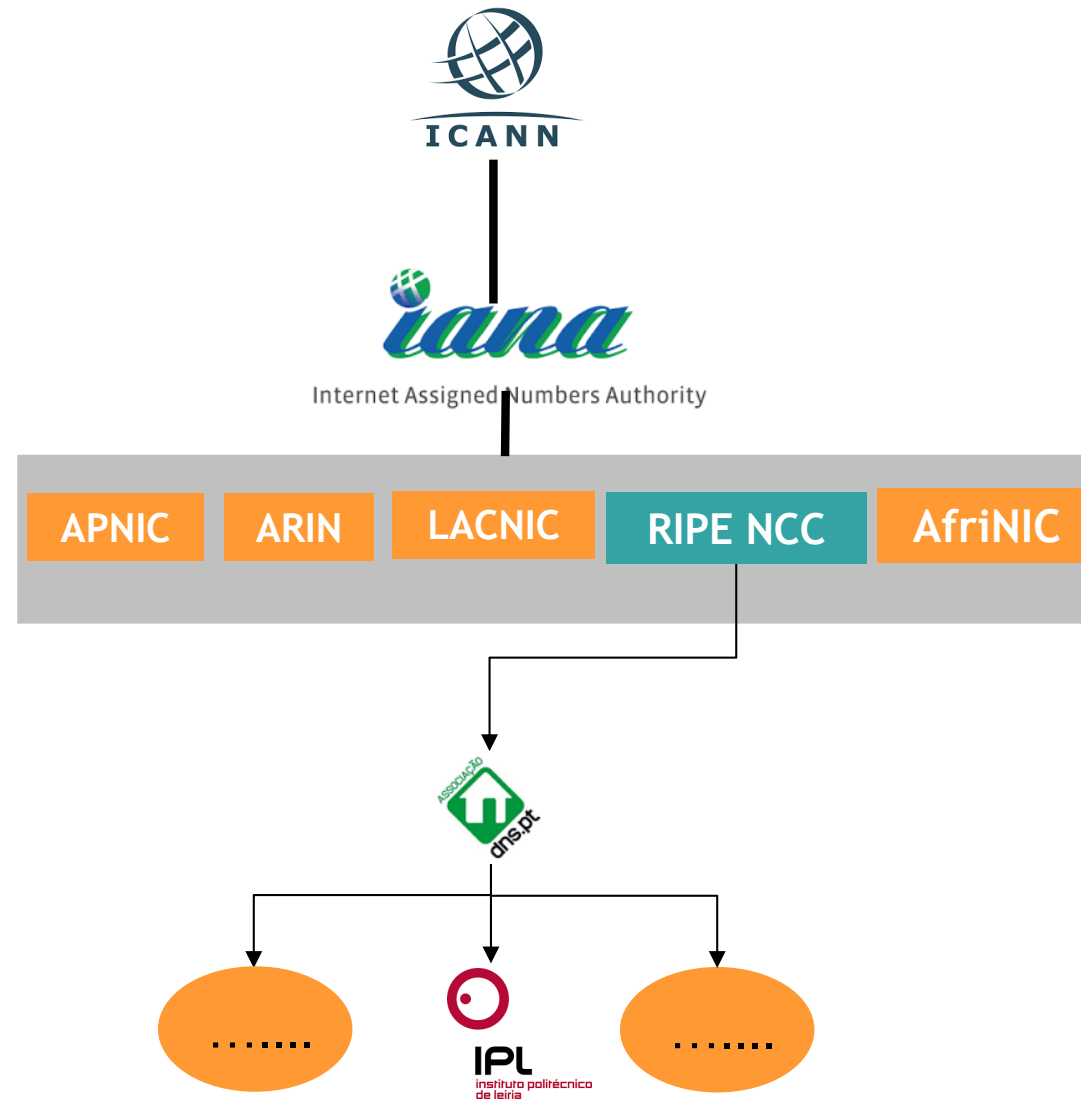 ICANN
iana
Internet Assigned Numbers Authority
APNIC
ARIN
LACNIC
RIPE NCC
AfriNIC
ASSOCIAÇÃO
dns.pt
.......
IPL
instituto politécnico
de leiria
.......